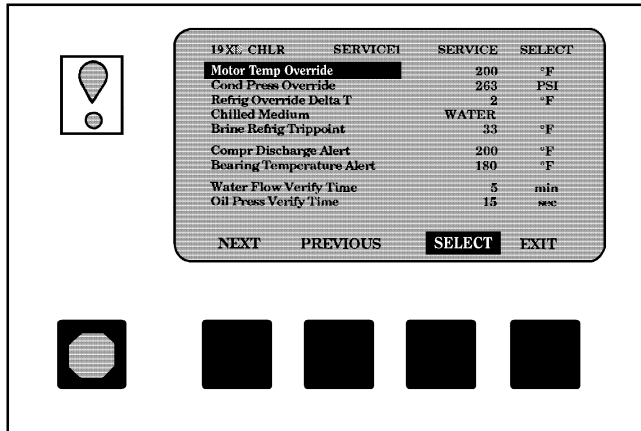 19XL CHLR SERVICE1 SERVICE SELECT
Motor Temp Override 200 °F
Cond Press Override 263 PSI
Refrig Override Delta T 2 °F
Chilled Medium WATER
Brine Refrig Trippoint 33 °F
Compr Discharge Alert 200 °F
Bearing Temperature Alert 180 °F
Water Flow Verify Time 5 min
Oil Press Verify Time 15 sec
NEXT PREVIOUS SELECT EXIT